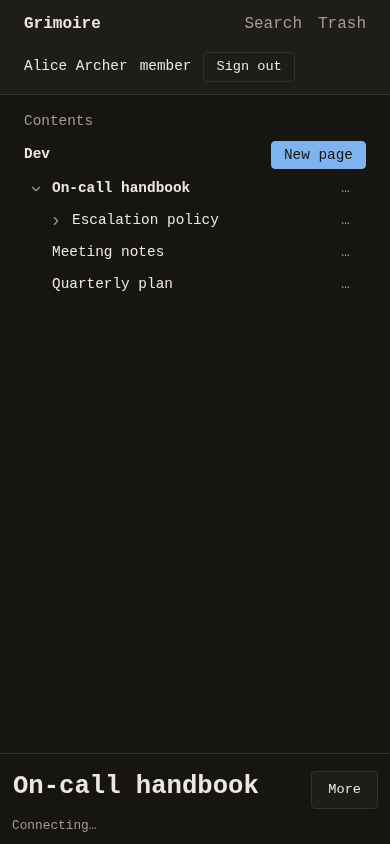 Grimoire Search Trash
Alice Archer member Sign out
Contents
Dev New page
On-call handbook …
Escalation policy …
Meeting notes …
Quarterly plan …
On-call handbook More
Connecting…